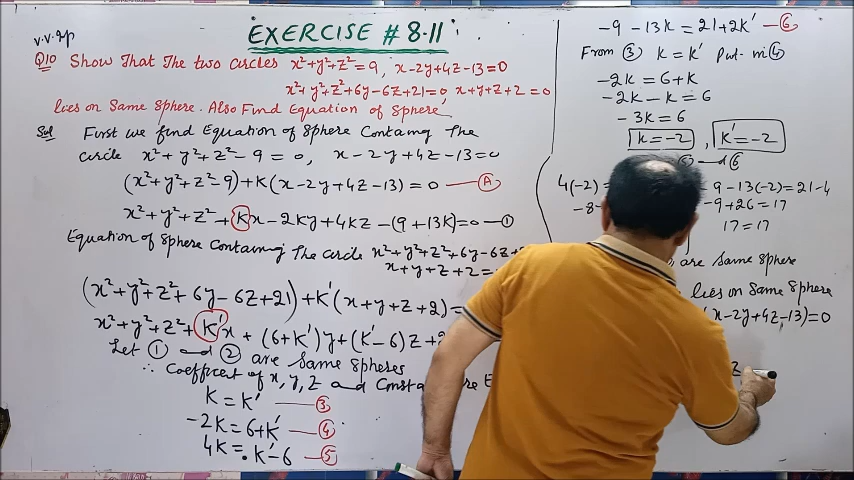 v.v.Ip
EXERCISE # 8.11
Q10 Show That The two circles x²+y²+z²=9, x-2y+4z-13=0
x²+y²+z²+6y-6z+21=0 x+y+z+2=0
lies on Same sphere. Also Find Equation of Sphere
Sol First we find Equation of sphere Containg The
circle x²+y²+z²-9=0, x-2y+4z-13=0
(x²+y²+z²-9)+K(x-2y+4z-13)=0 — (A)
x²+y²+z²+Kx-2Ky+4Kz-(9+13K)=0 — (1)
Equation of Sphere Containg The circle x²+y²+z²+6y-6z
x+y+z+2=
(x²+y²+z²+6y-6z+21)+K'(x+y+z+2)=
x²+y²+z²+K'x+(6+K')y+(K'-6)z+2
Let (1) and (2) are Same Spheres
∴ Coefficent of x, y, z and Const are E
K=K' — (3)
-2K=6+K' — (4)
4K=K'-6 — (5)
-9-13K=21+2K' — (6)
From (3) K=K' Put in (4)
-2K=6+K
-2K-K=6
-3K=6
K=-2, K'=-2
and (6)
4(-2)= 9-13(-2)=21-4
-8 -9+26=17
17=17
are Same Sphere
lies on Same Sphere
(x-2y+4z-13)=0
z